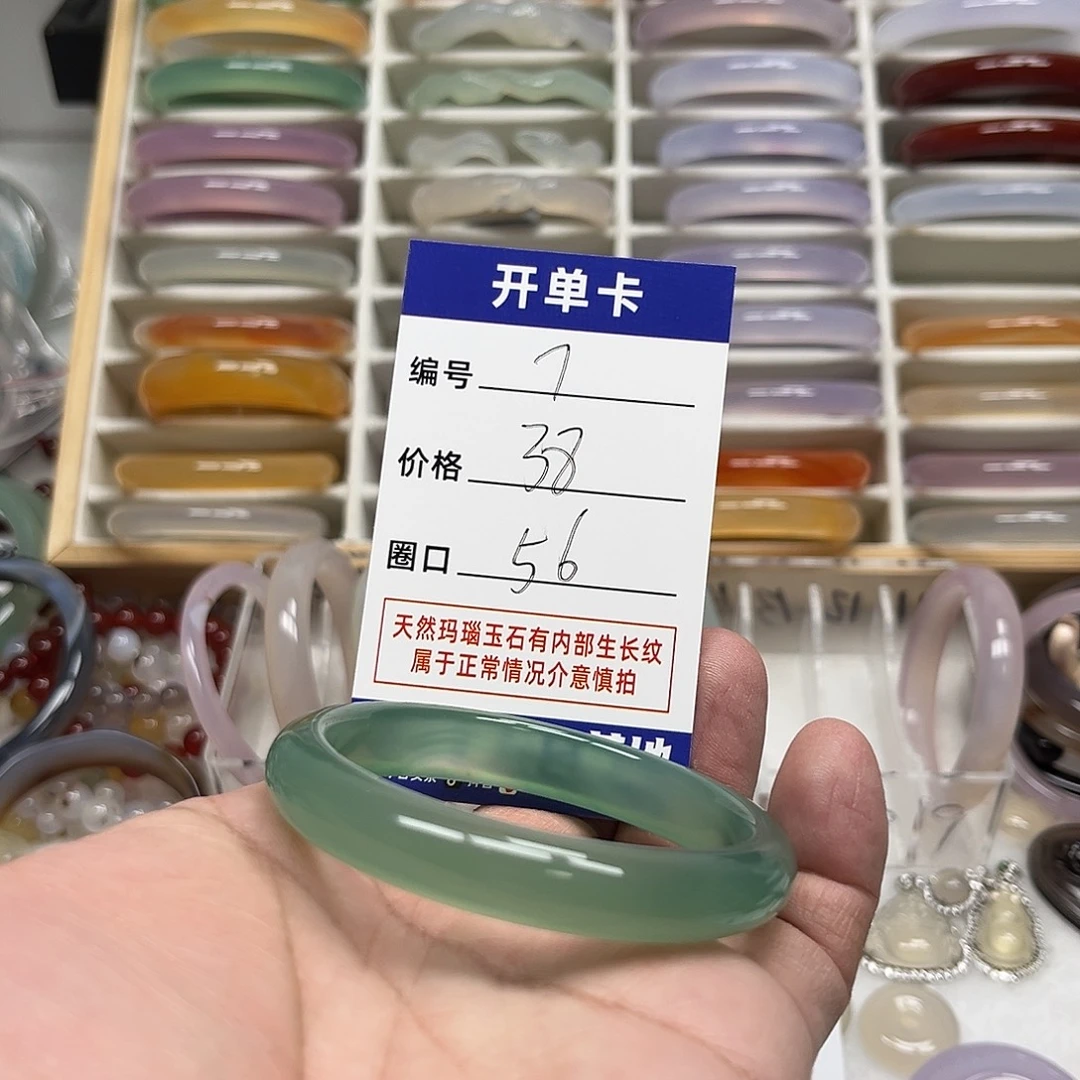 开单卡
编号 7
价格 38
圈口 56
天然玛瑙玉石有内部生长纹
属于正常情况介意慎拍